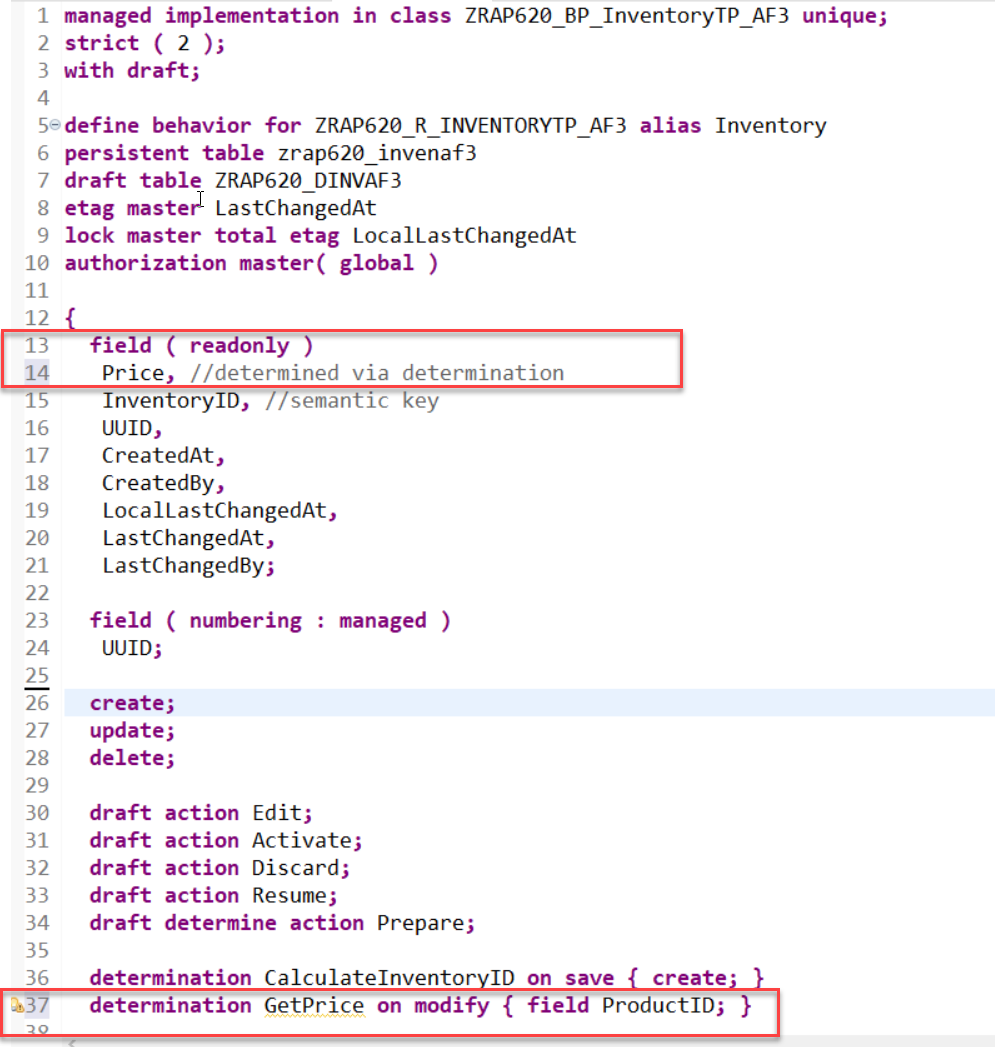 1 managed implementation in class ZRAP620_BP_InventoryTP_AF3 unique;
2 strict ( 2 );
3 with draft;
4
5 define behavior for ZRAP620_R_INVENTORYTP_AF3 alias Inventory
6 persistent table zrap620_invenaf3
7 draft table ZRAP620_DINVAF3
8 etag master LastChangedAt
9 lock master total etag LocalLastChangedAt
10 authorization master( global )
11
12 {
13 field ( readonly )
14 Price, //determined via determination
15 InventoryID, //semantic key
16 UUID,
17 CreatedAt,
18 CreatedBy,
19 LocalLastChangedAt,
20 LastChangedAt,
21 LastChangedBy;
22
23 field ( numbering : managed )
24 UUID;
25
26 create;
27 update;
28 delete;
29
30 draft action Edit;
31 draft action Activate;
32 draft action Discard;
33 draft action Resume;
34 draft determine action Prepare;
35
36 determination CalculateInventoryID on save { create; }
37 determination GetPrice on modify { field ProductID; }
38